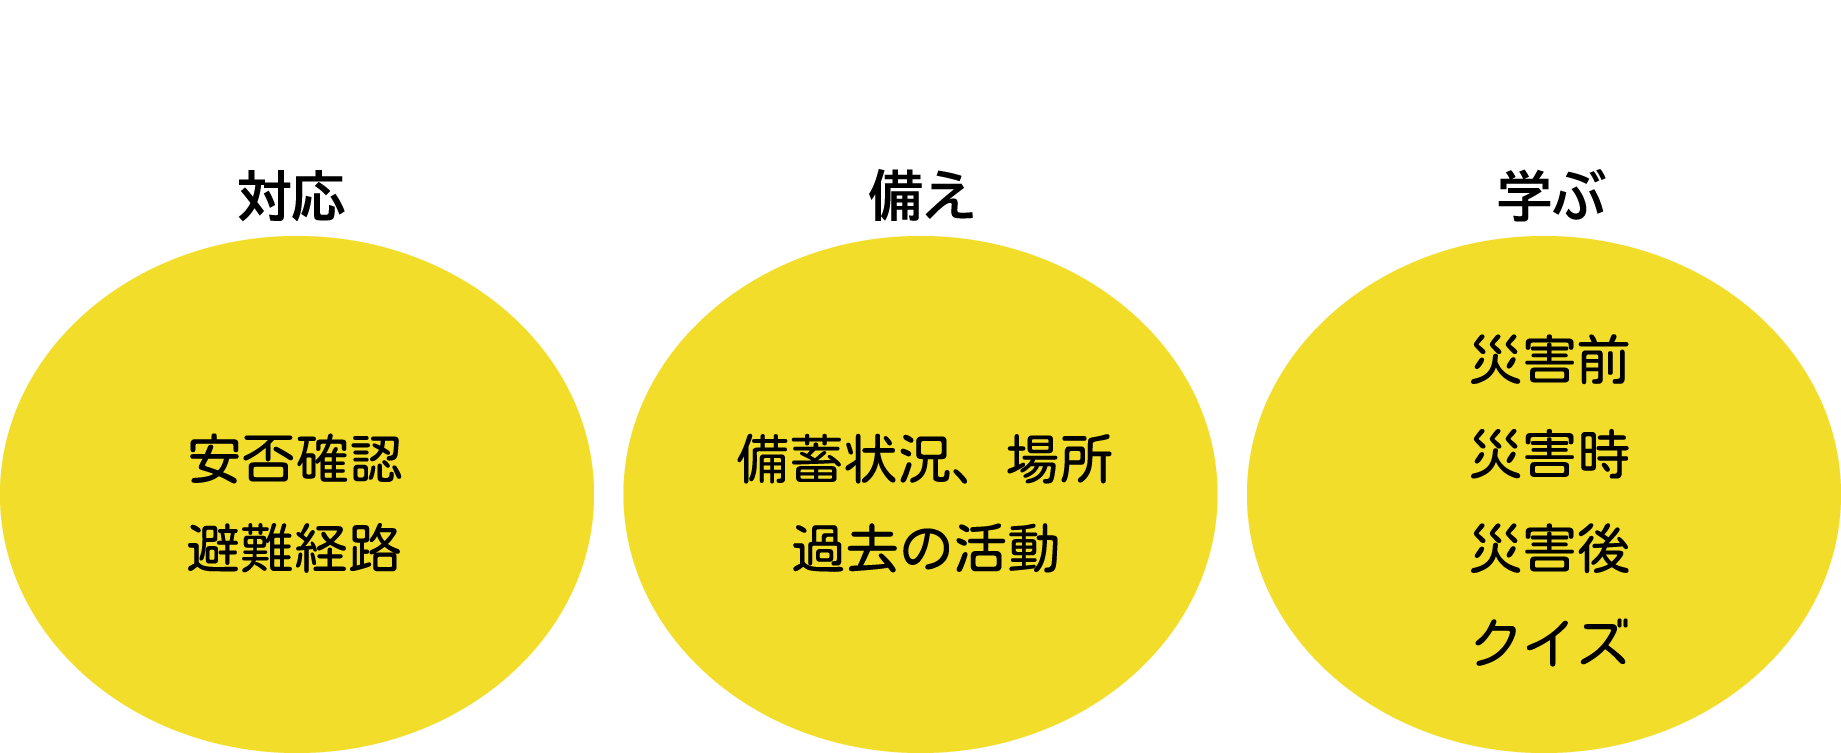 対応
安否確認
避難経路
備え
備蓄状況、場所
過去の活動
学ぶ
災害前
災害時
災害後
クイズ